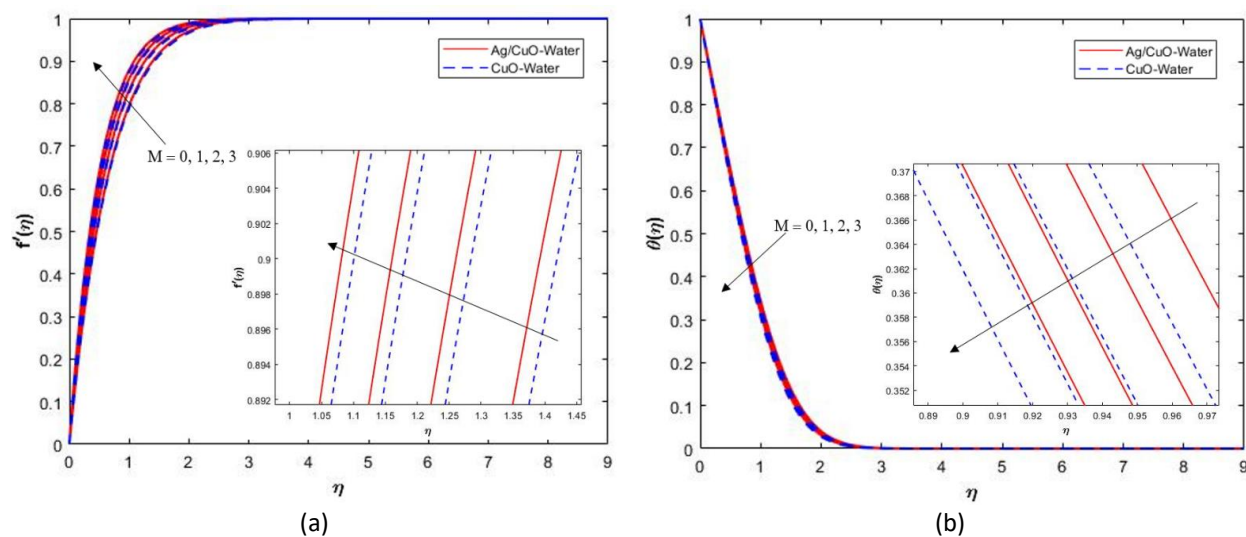 1
0.9
0.8
0.7
0.6
0.5
0.4
0.3
0.2
0.1
0
0 1 2 3 4 5 6 7 8 9
f'(η)
η
Ag/CuO-Water
CuO-Water
M = 0, 1, 2, 3
0.906
0.904
0.902
0.9
0.898
0.896
0.894
0.892
1 1.05 1.1 1.15 1.2 1.25 1.3 1.35 1.4 1.45
f'(η)
η
(a)
1
0.9
0.8
0.7
0.6
0.5
0.4
0.3
0.2
0.1
0
0 1 2 3 4 5 6 7 8 9
θ(η)
η
Ag/CuO-Water
CuO-Water
M = 0, 1, 2, 3
0.37
0.368
0.366
0.364
0.362
0.36
0.358
0.356
0.354
0.352
0.89 0.9 0.91 0.92 0.93 0.94 0.95 0.96 0.97
θ(η)
η
(b)